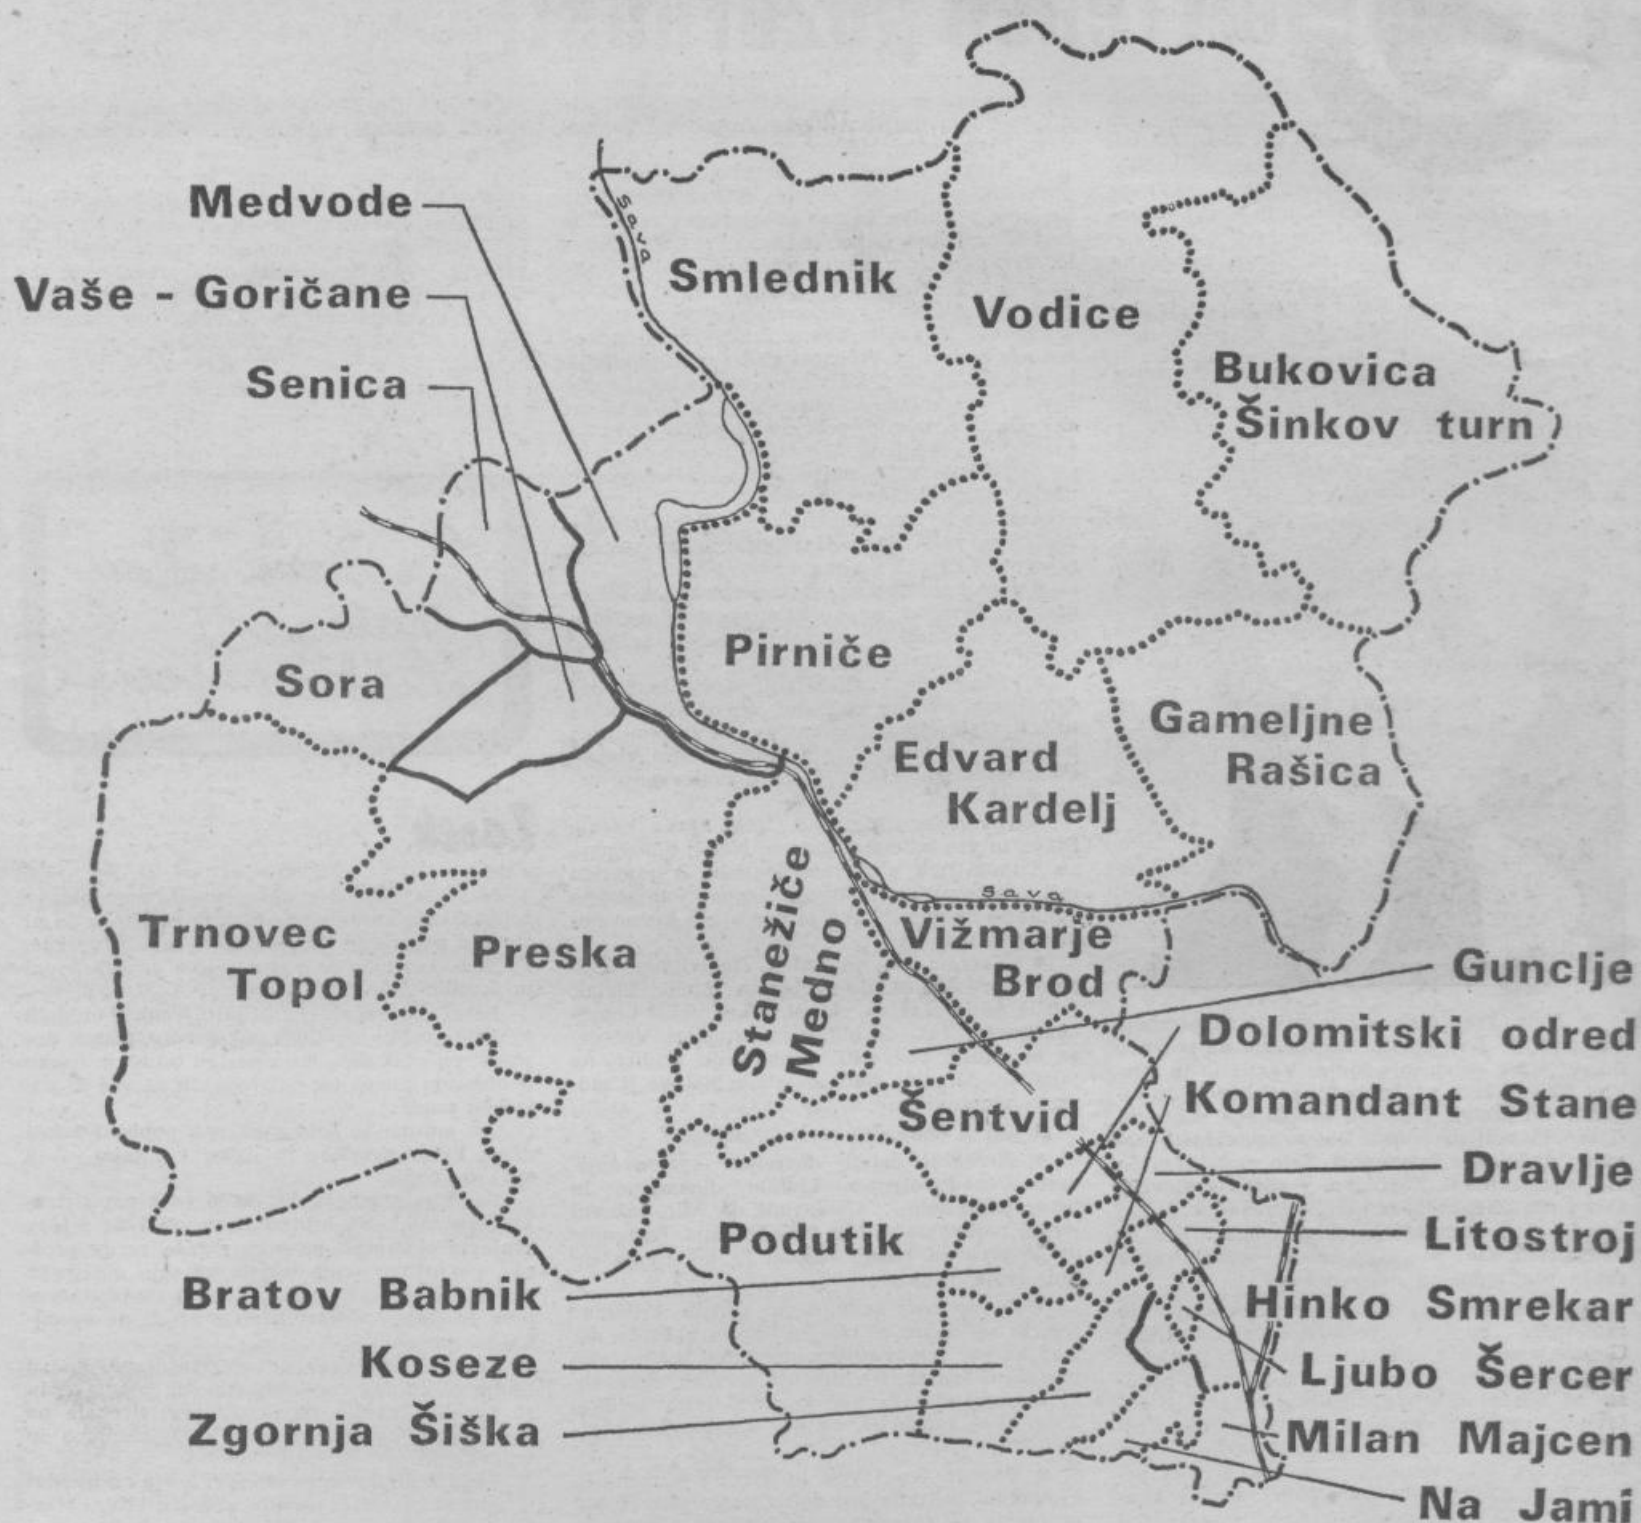 Medvode
Sava
Smlednik
Vaše - Goričane
Vodice
Senica
Bukovica
Šinkov turn
Pirniče
Sora
Gameljne
Rašica
Edvard
Kardelj
Stanežiče
Medno
Sava
Trnovec
Topol
Preska
Vižmarje
Brod
Gunclje
Dolomitski odred
Šentvid
Komandant Stane
Dravlje
Podutik
Litostroj
Bratov Babnik
Hinko Smrekar
Koseze
Ljubo Šercer
Zgornja Šiška
Milan Majcen
Na Jami